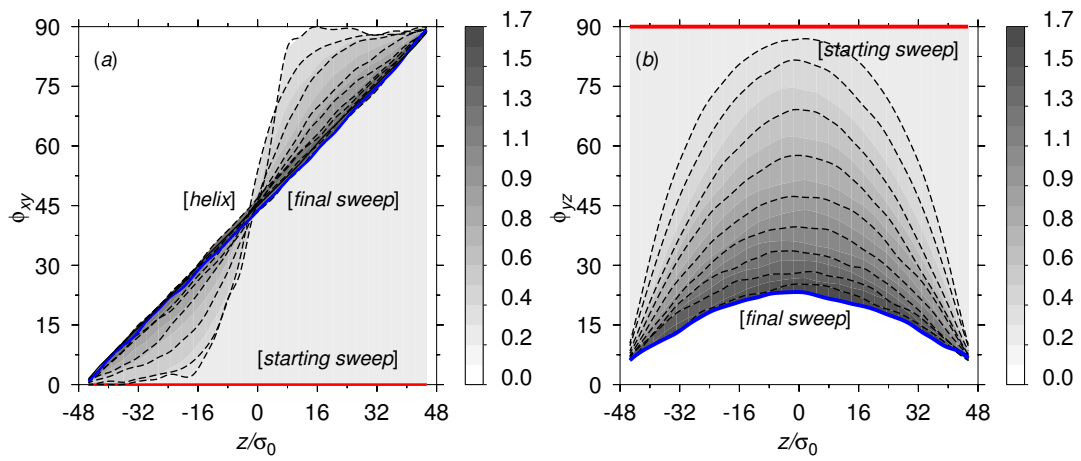 (a)
[starting sweep]
[helix] [final sweep]
ϕxy
90
75
60
45
30
15
0
-48 -32 -16 0 16 32 48
z/σ0
1.7
1.5
1.3
1.1
0.9
0.8
0.6
0.4
0.2
0.0
(b)
[starting sweep]
[final sweep]
ϕyz
90
75
60
45
30
15
0
-48 -32 -16 0 16 32 48
z/σ0
1.7
1.5
1.3
1.1
0.9
0.8
0.6
0.4
0.2
0.0